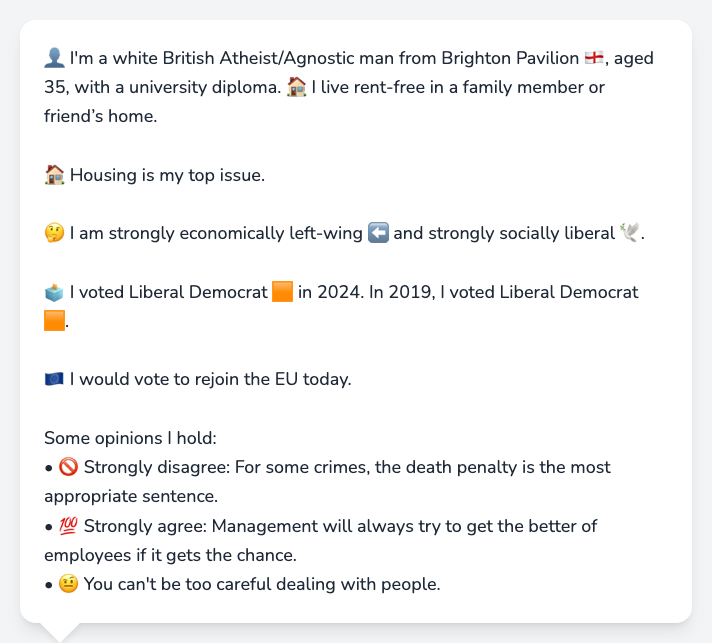 👤 I'm a white British Atheist/Agnostic man from Brighton Pavilion 🏴󠁧󠁢󠁥󠁮󠁧󠁿, aged
35, with a university diploma. 🏠 I live rent-free in a family member or
friend’s home.
🏠 Housing is my top issue.
🤔 I am strongly economically left-wing ⬅️ and strongly socially liberal 🕊️.
🗳️ I voted Liberal Democrat 🟧 in 2024. In 2019, I voted Liberal Democrat
🟧.
🇪🇺 I would vote to rejoin the EU today.
Some opinions I hold:
• 🚫 Strongly disagree: For some crimes, the death penalty is the most
appropriate sentence.
• 💯 Strongly agree: Management will always try to get the better of
employees if it gets the chance.
• 🤨 You can't be too careful dealing with people.